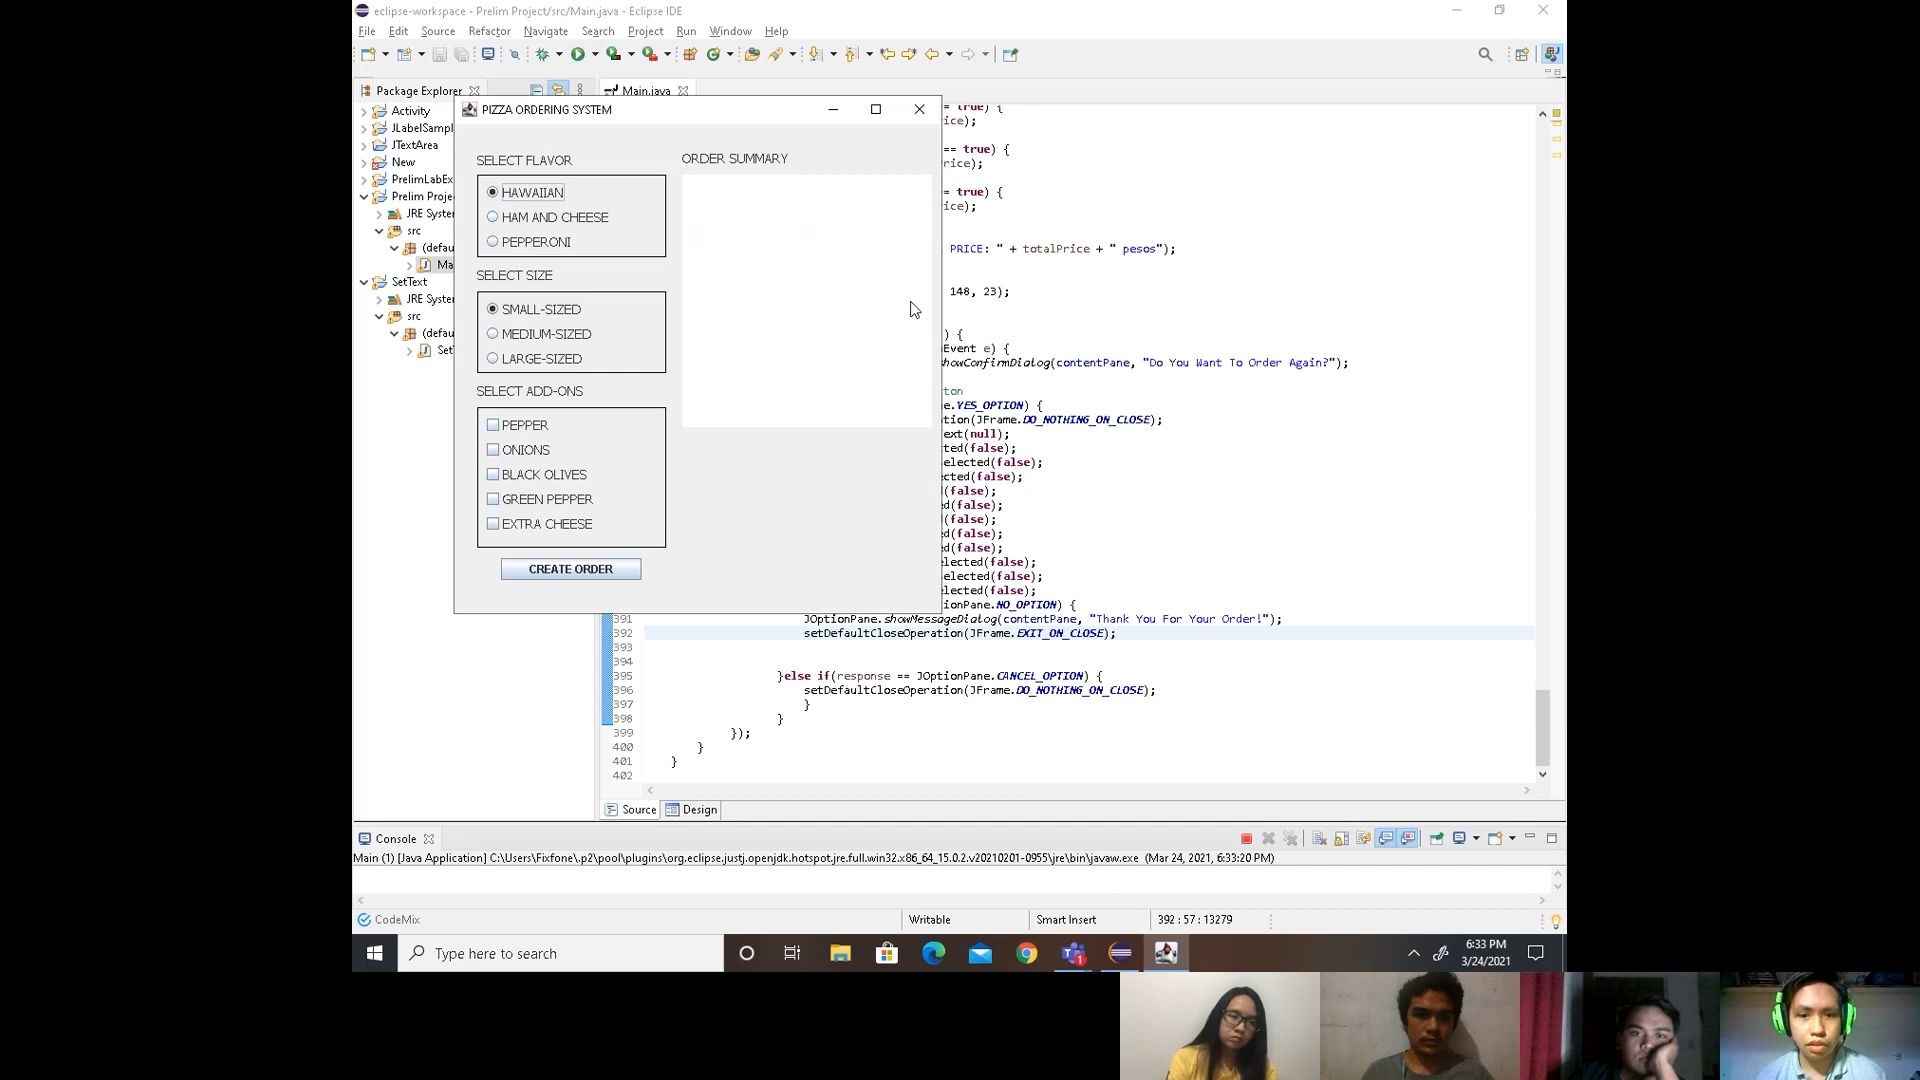 eclipse-workspace - Prelim Project/src/Main.java - Eclipse IDE
File Edit Source Refactor Navigate Search Project Run Window Help
Package Explorer
Main.java
Activity
JLabelSampl
JTextArea
New
PrelimLabEx
Prelim Proje
JRE System
src
(defau
Ma
SetText
JRE Syster
src
(defau
Set
PIZZA ORDERING SYSTEM
SELECT FLAVOR
HAWAIIAN
HAM AND CHEESE
PEPPERONI
SELECT SIZE
SMALL-SIZED
MEDIUM-SIZED
LARGE-SIZED
SELECT ADD-ONS
PEPPER
ONIONS
BLACK OLIVES
GREEN PEPPER
EXTRA CHEESE
CREATE ORDER
ORDER SUMMARY
== true) {
ice);
== true) {
rice);
== true) {
ice);
PRICE: " + totalPrice + " pesos");
148, 23);
) {
Event e) {
howConfirmDialog(contentPane, "Do You Want To Order Again?");
ton
e.YES_OPTION) {
tion(JFrame.DO_NOTHING_ON_CLOSE);
ext(null);
cted(false);
elected(false);
cted(false);
d(false);
ed(false);
d(false);
ed(false);
ed(false);
lected(false);
selected(false);
lected(false);
ionPane.NO_OPTION) {
391 JOptionPane.showMessageDialog(contentPane, "Thank You For Your Order!");
392 setDefaultCloseOperation(JFrame.EXIT_ON_CLOSE);
393
394
395 }else if(response == JOptionPane.CANCEL_OPTION) {
396 setDefaultCloseOperation(JFrame.DO_NOTHING_ON_CLOSE);
397 }
398 }
399 });
400 }
401 }
402
Source Design
Console
Main (1) [Java Application] C:\Users\Fixfone\.p2\pool\plugins\org.eclipse.justj.openjdk.hotspot.jre.full.win32.x86_64_15.0.2.v20210201-0955\jre\bin\javaw.exe (Mar 24, 2021, 6:33:20 PM)
CodeMix Writable Smart Insert 392 : 57 : 13279
Type here to search
1
6:33 PM
3/24/2021